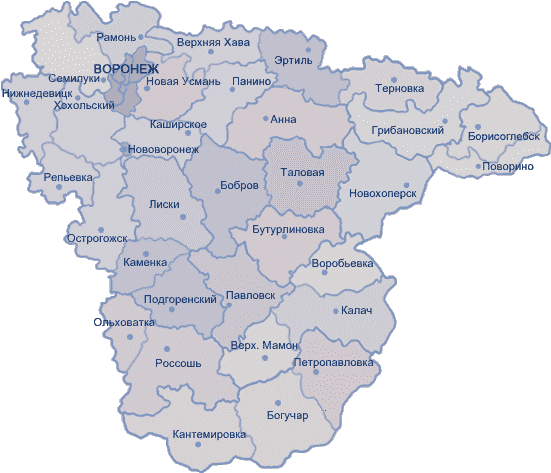 Рамонь
Верхняя Хава
Эртиль
ВОРОНЕЖ
Семилуки
Нижнедевицк
Новая Усмань
Панино
Терновка
Хохольский
Каширское
Анна
Грибановский
Борисоглебск
Нововоронеж
Поворино
Репьевка
Бобров
Таловая
Новохоперск
Лиски
Острогожск
Бутурлиновка
Каменка
Воробьевка
Подгоренский
Павловск
Калач
Ольховатка
Верх. Мамон
Россошь
Петропавловка
Богучар
Кантемировка